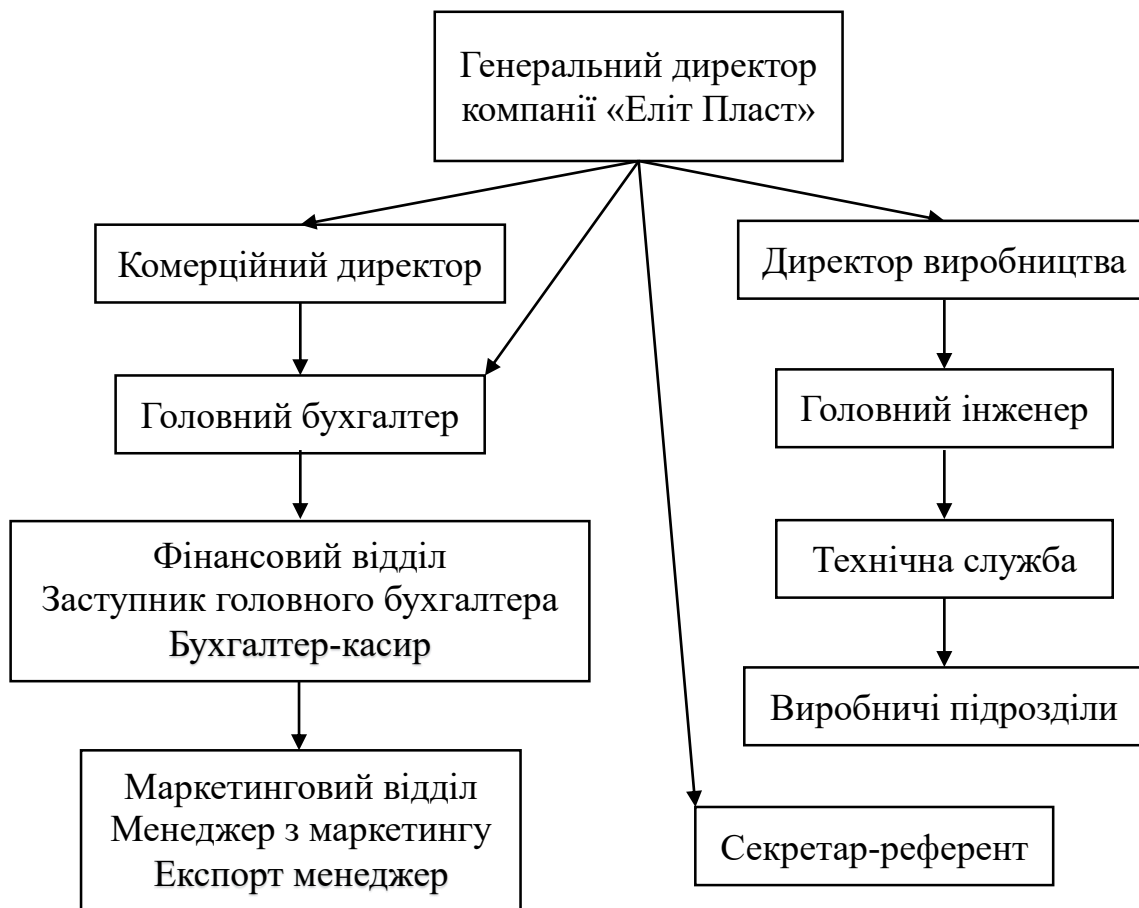 Генеральний директор
компанії «Еліт Пласт»
Комерційний директор
Директор виробництва
Головний бухгалтер
Головний інженер
Фінансовий відділ
Заступник головного бухгалтера
Бухгалтер-касир
Технічна служба
Виробничі підрозділи
Маркетинговий відділ
Менеджер з маркетингу
Експорт менеджер
Секретар-референт